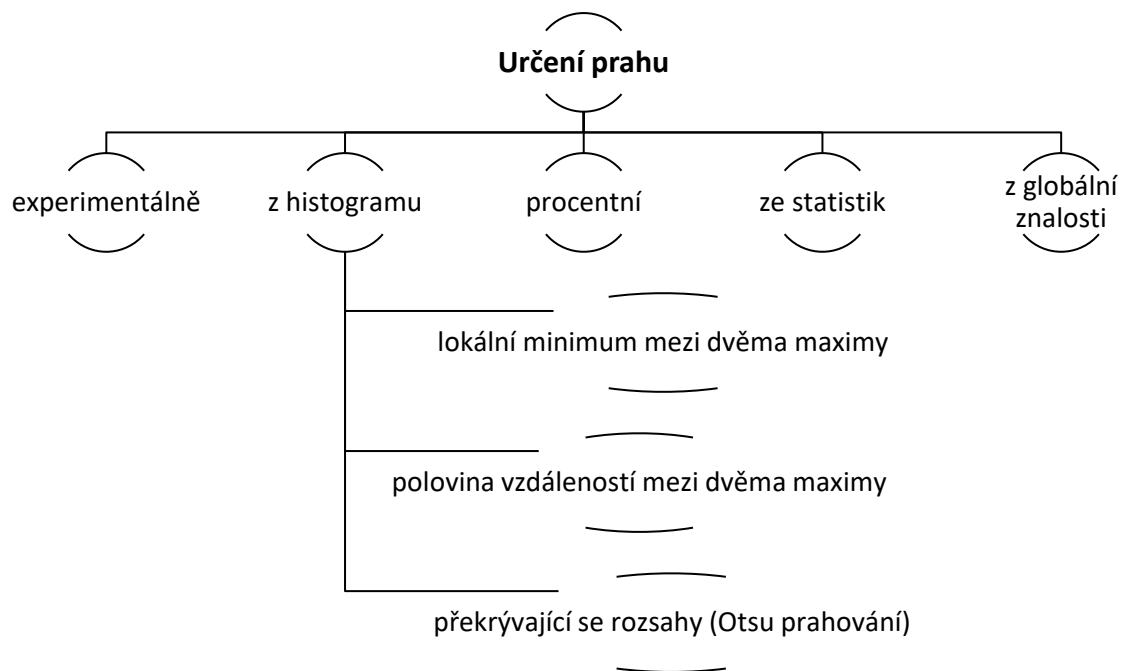 Určení prahu
experimentálně
z histogramu
procentní
ze statistik
z globální
znalosti
lokální minimum mezi dvěma maximy
polovina vzdáleností mezi dvěma maximy
překrývající se rozsahy (Otsu prahování)